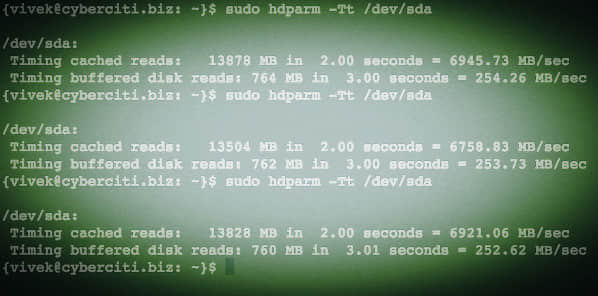 {vivek@cyberciti.biz: ~}$ sudo hdparm -Tt /dev/sda
/dev/sda:
Timing cached reads:   13878 MB in  2.00 seconds = 6945.73 MB/sec
Timing buffered disk reads: 764 MB in  3.00 seconds = 254.26 MB/sec
{vivek@cyberciti.biz: ~}$ sudo hdparm -Tt /dev/sda
/dev/sda:
Timing cached reads:   13504 MB in  2.00 seconds = 6758.83 MB/sec
Timing buffered disk reads: 762 MB in  3.00 seconds = 253.73 MB/sec
{vivek@cyberciti.biz: ~}$ sudo hdparm -Tt /dev/sda
/dev/sda:
Timing cached reads:   13828 MB in  2.00 seconds = 6921.06 MB/sec
Timing buffered disk reads: 760 MB in  3.01 seconds = 252.62 MB/sec
{vivek@cyberciti.biz: ~}$